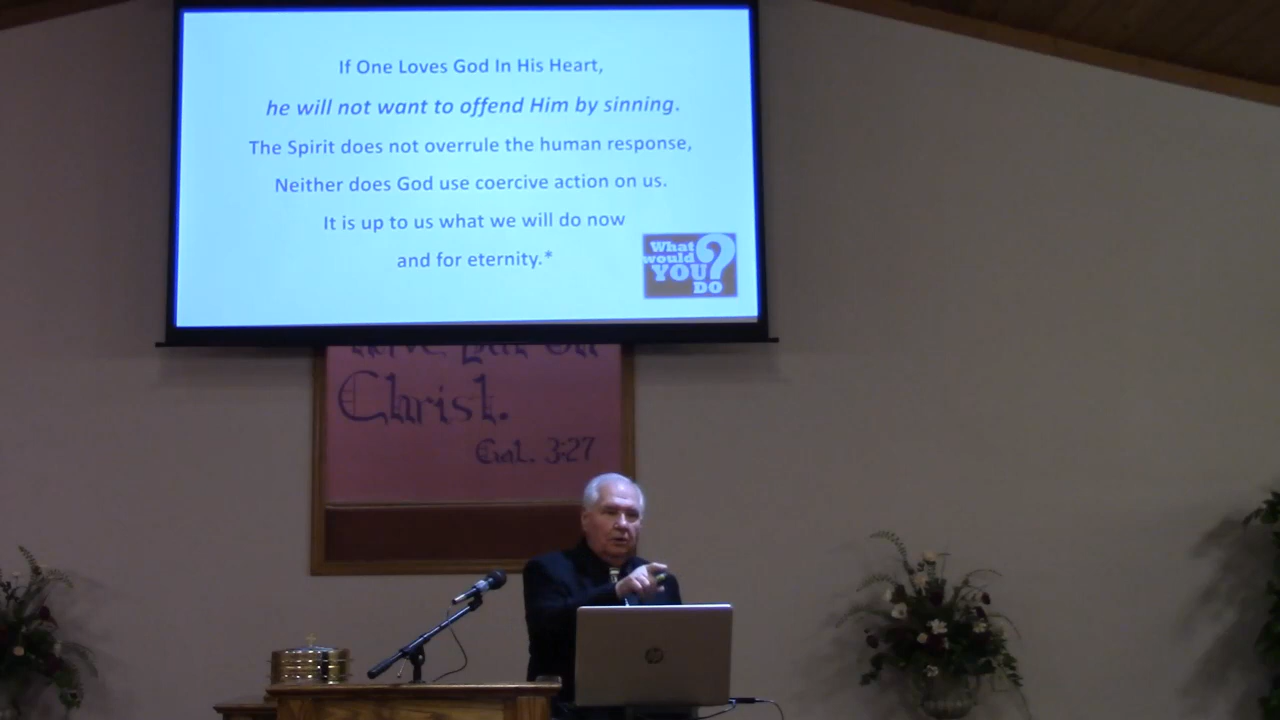 If One Loves God In His Heart,
he will not want to offend Him by sinning.
The Spirit does not overrule the human response,
Neither does God use coercive action on us.
It is up to us what we will do now
and for eternity.*
What
would
YOU
DO
?
Christ.
Gal. 3:27
hp